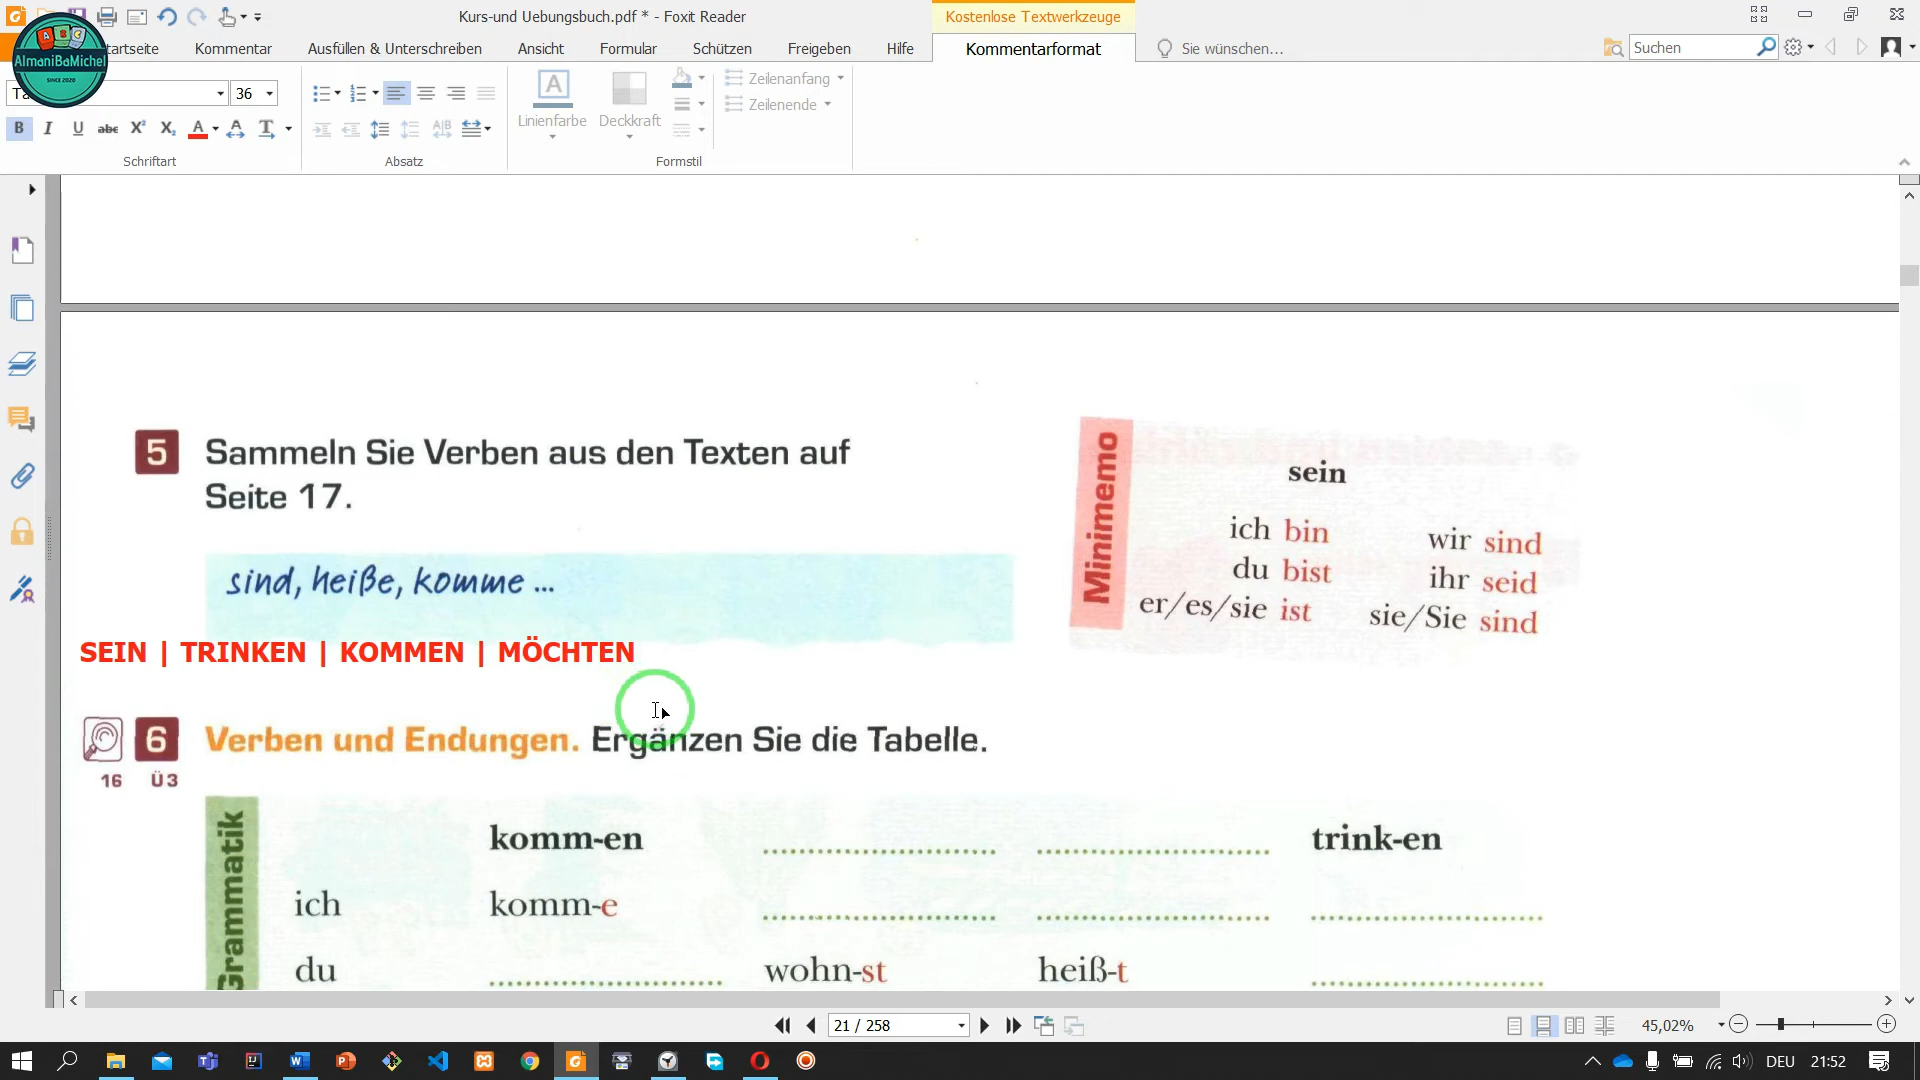 Kurs-und Uebungsbuch.pdf * - Foxit Reader
Kostenlose Textwerkzeuge
Kommentar
Ausfüllen & Unterschreiben
Ansicht
Formular
Schützen
Freigeben
Hilfe
Kommentarformat
Sie wünschen...
Suchen
AlmaniBaMichel
SINCE 2020
36
Linienfarbe
Deckkraft
Zeilenanfang
Zeilenende
Schriftart
Absatz
Formstil
5 Sammeln Sie Verben aus den Texten auf
Seite 17.
sind, heiße, komme ...
SEIN | TRINKEN | KOMMEN | MÖCHTEN
Minimemo
sein
ich bin wir sind
du bist ihr seid
er/es/sie ist sie/Sie sind
6 Verben und Endungen. Ergänzen Sie die Tabelle.
16 Ü3
Grammatik
komm-en trink-en
ich komm-e
du wohn-st heiß-t
21 / 258
45,02%
DEU 21:52